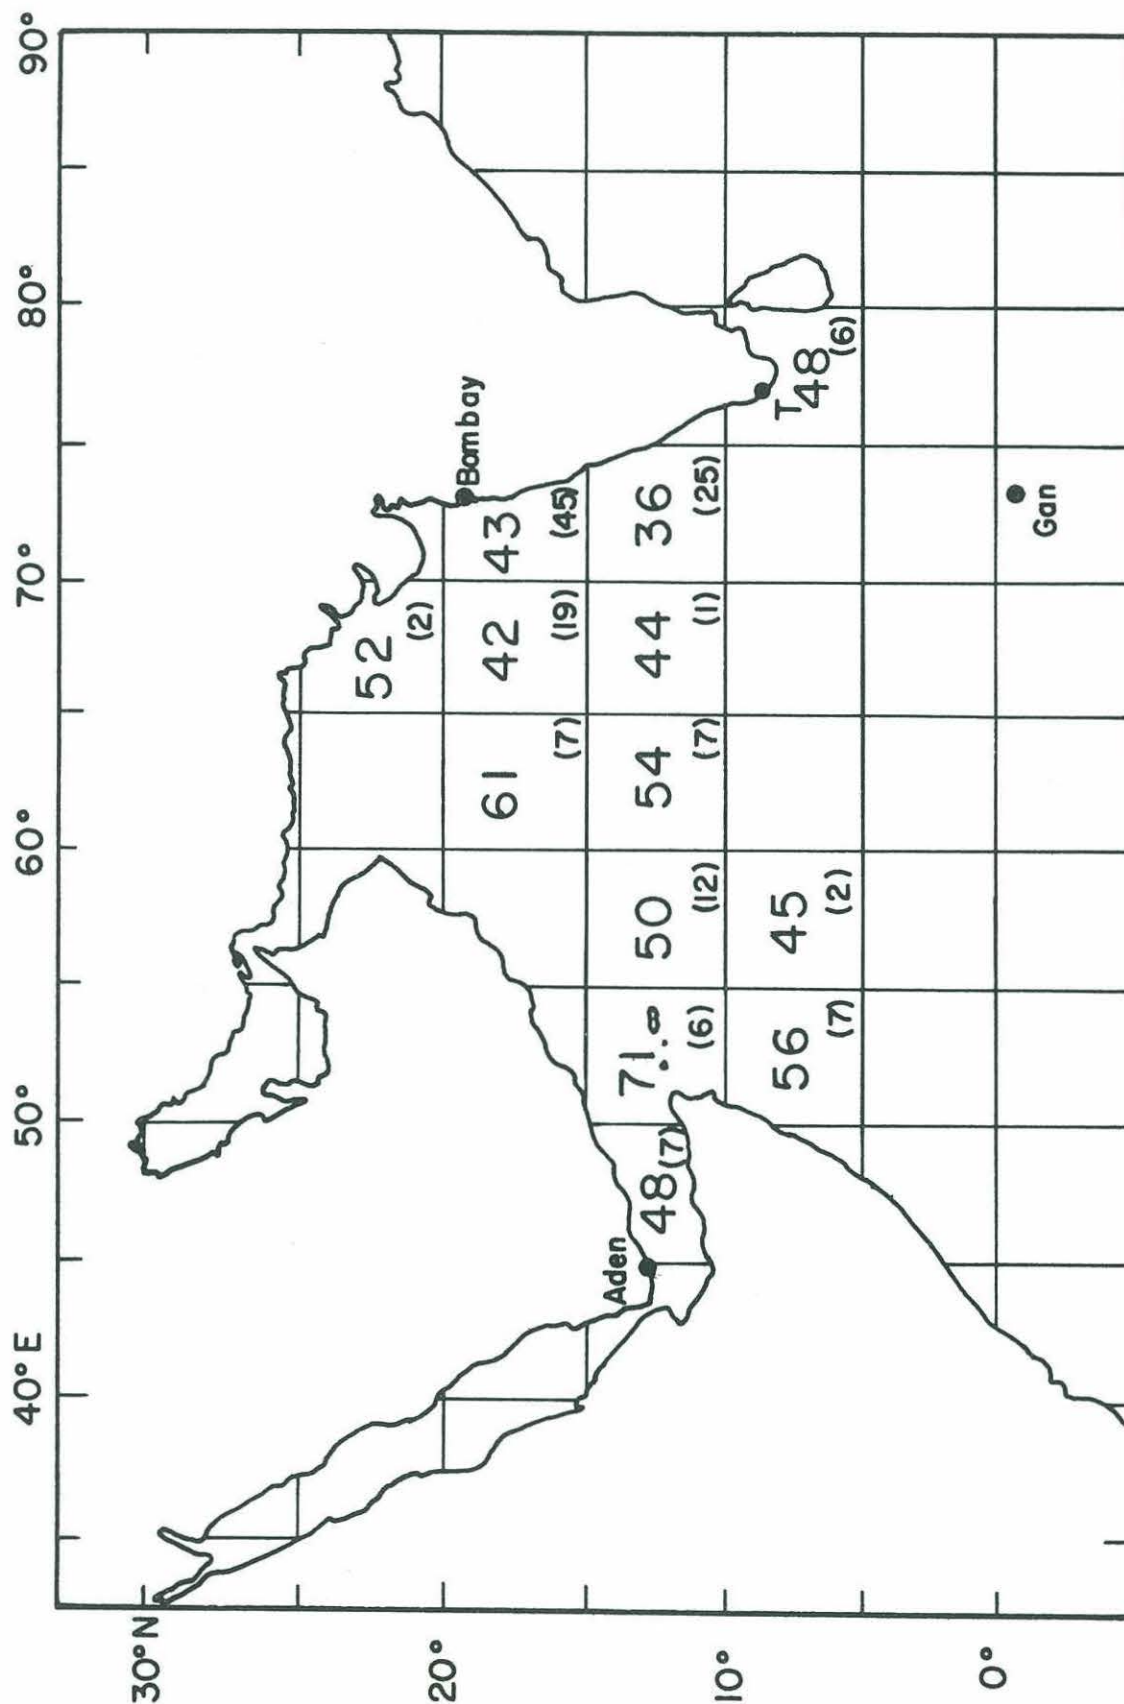 40°E 50° 60° 70° 80° 90°
30°N
52
(2)
20°
Bombay
61 42 43
(7) (19) (45)
Aden
48 71 50 54 44 36
(7) (6) (12) (7) (1) (25)
10°
T
56 45 48
(7) (2) (6)
0°
Gan